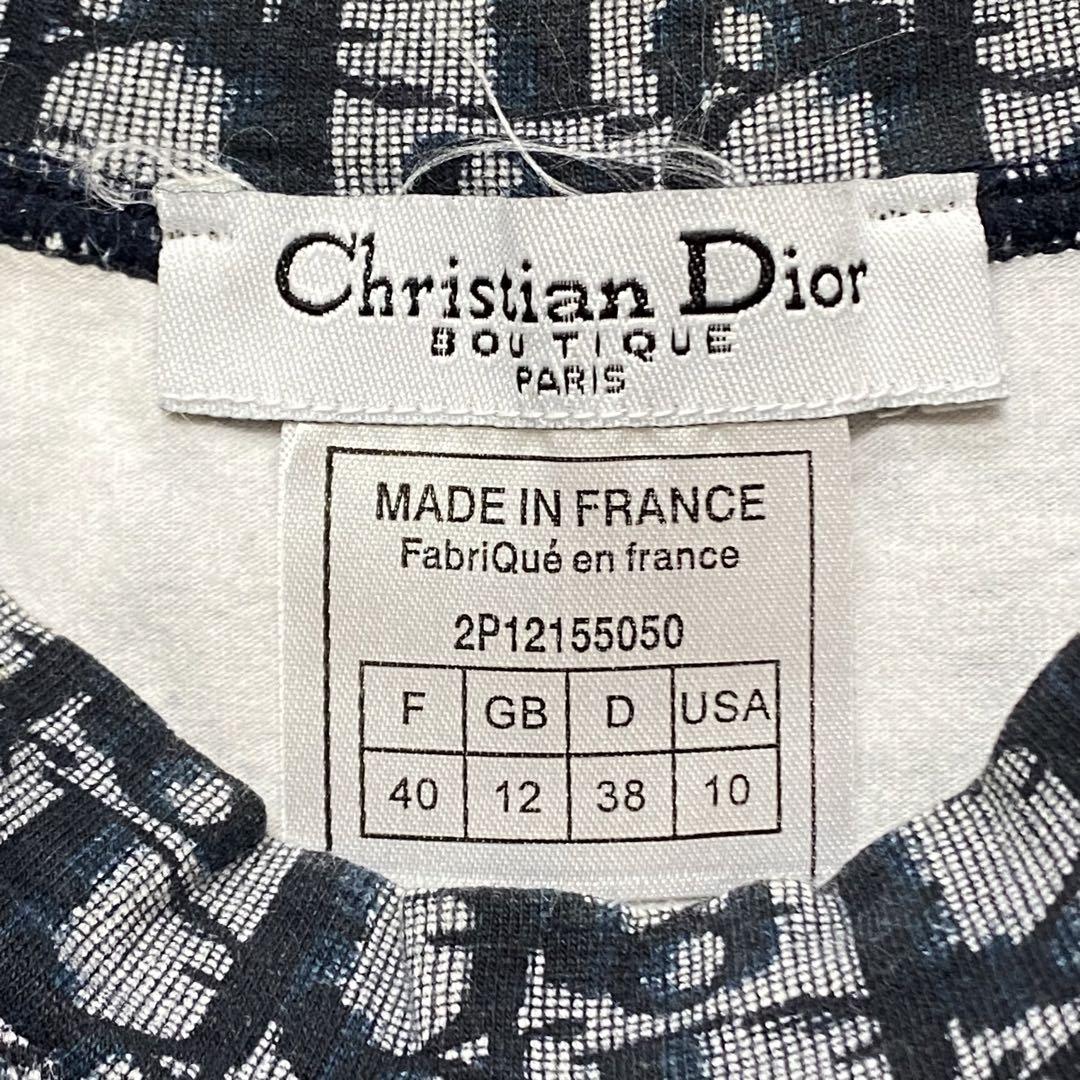 Christian Dior
BOUTIQUE
PARIS
MADE IN FRANCE
FabriQué en france
2P12155050
F GB D USA
40 12 38 10